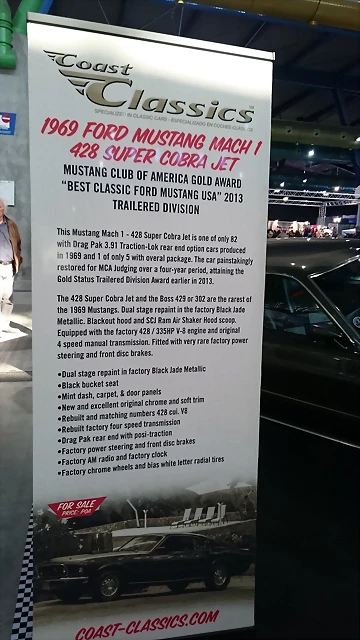 Coast
Classics
SPECIALIZED IN CLASSIC CARS - ESPECIALIZADO EN COCHES CLASICOS
1969 FORD MUSTANG MACH 1
428 SUPER COBRA JET
MUSTANG CLUB OF AMERICA GOLD AWARD
"BEST CLASSIC FORD MUSTANG USA" 2013
TRAILERED DIVISION
This Mustang Mach 1 - 428 Super Cobra Jet is one of only 82
with Drag Pak 3.91 Traction-Lok rear end option cars produced
in 1969 and 1 of only 5 with overal package. The car painstakingly
restored for MCA Judging over a four-year period, attaining the
Gold Status Trailered Division Award earlier in 2013.
The 428 Super Cobra Jet and the Boss 429 or 302 are the rarest of
the 1969 Mustangs. Dual stage repaint in factory Black Jade
Metallic. Blackout hood and SCJ Ram Air Shaker Hood scoop.
Equipped with the factory 428 / 335HP V-8 engine and original
4 speed manual transmission. Fitted with very rare factory power
steering and front disc brakes.
•Dual stage repaint in factory Black Jade Metallic
•Black bucket seat
•Mint dash, carpet, & door panels
•New and excellent original chrome and soft trim
•Rebuilt and matching numbers 428 cui. V8
•Rebuilt factory four speed transmission
•Drag Pak rear end with posi-traction
•Factory power steering and front disc brakes
•Factory AM radio and factory clock
•Factory chrome wheels and bias white letter radial tires
FOR SALE
PRICE: POA
COAST-CLASSICS.COM